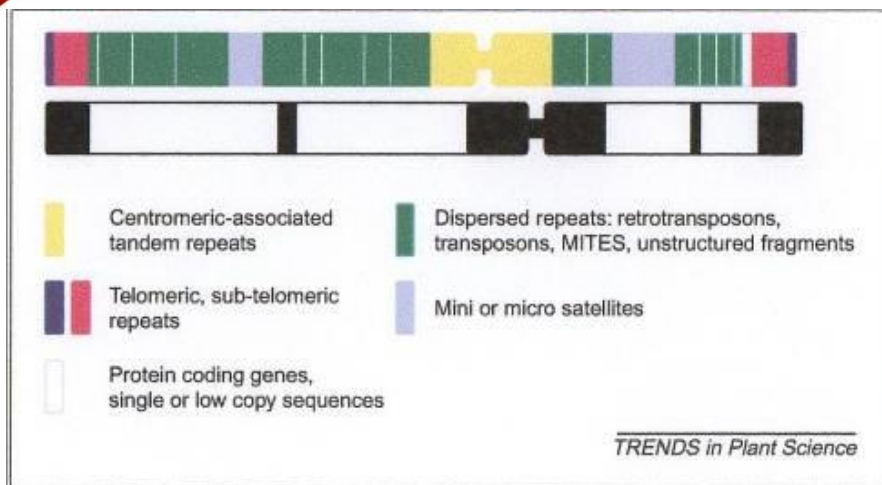 Centromeric-associated
tandem repeats
Dispersed repeats: retrotransposons,
transposons, MITES, unstructured fragments
Telomeric, sub-telomeric
repeats
Mini or micro satellites
Protein coding genes,
single or low copy sequences
TRENDS in Plant Science